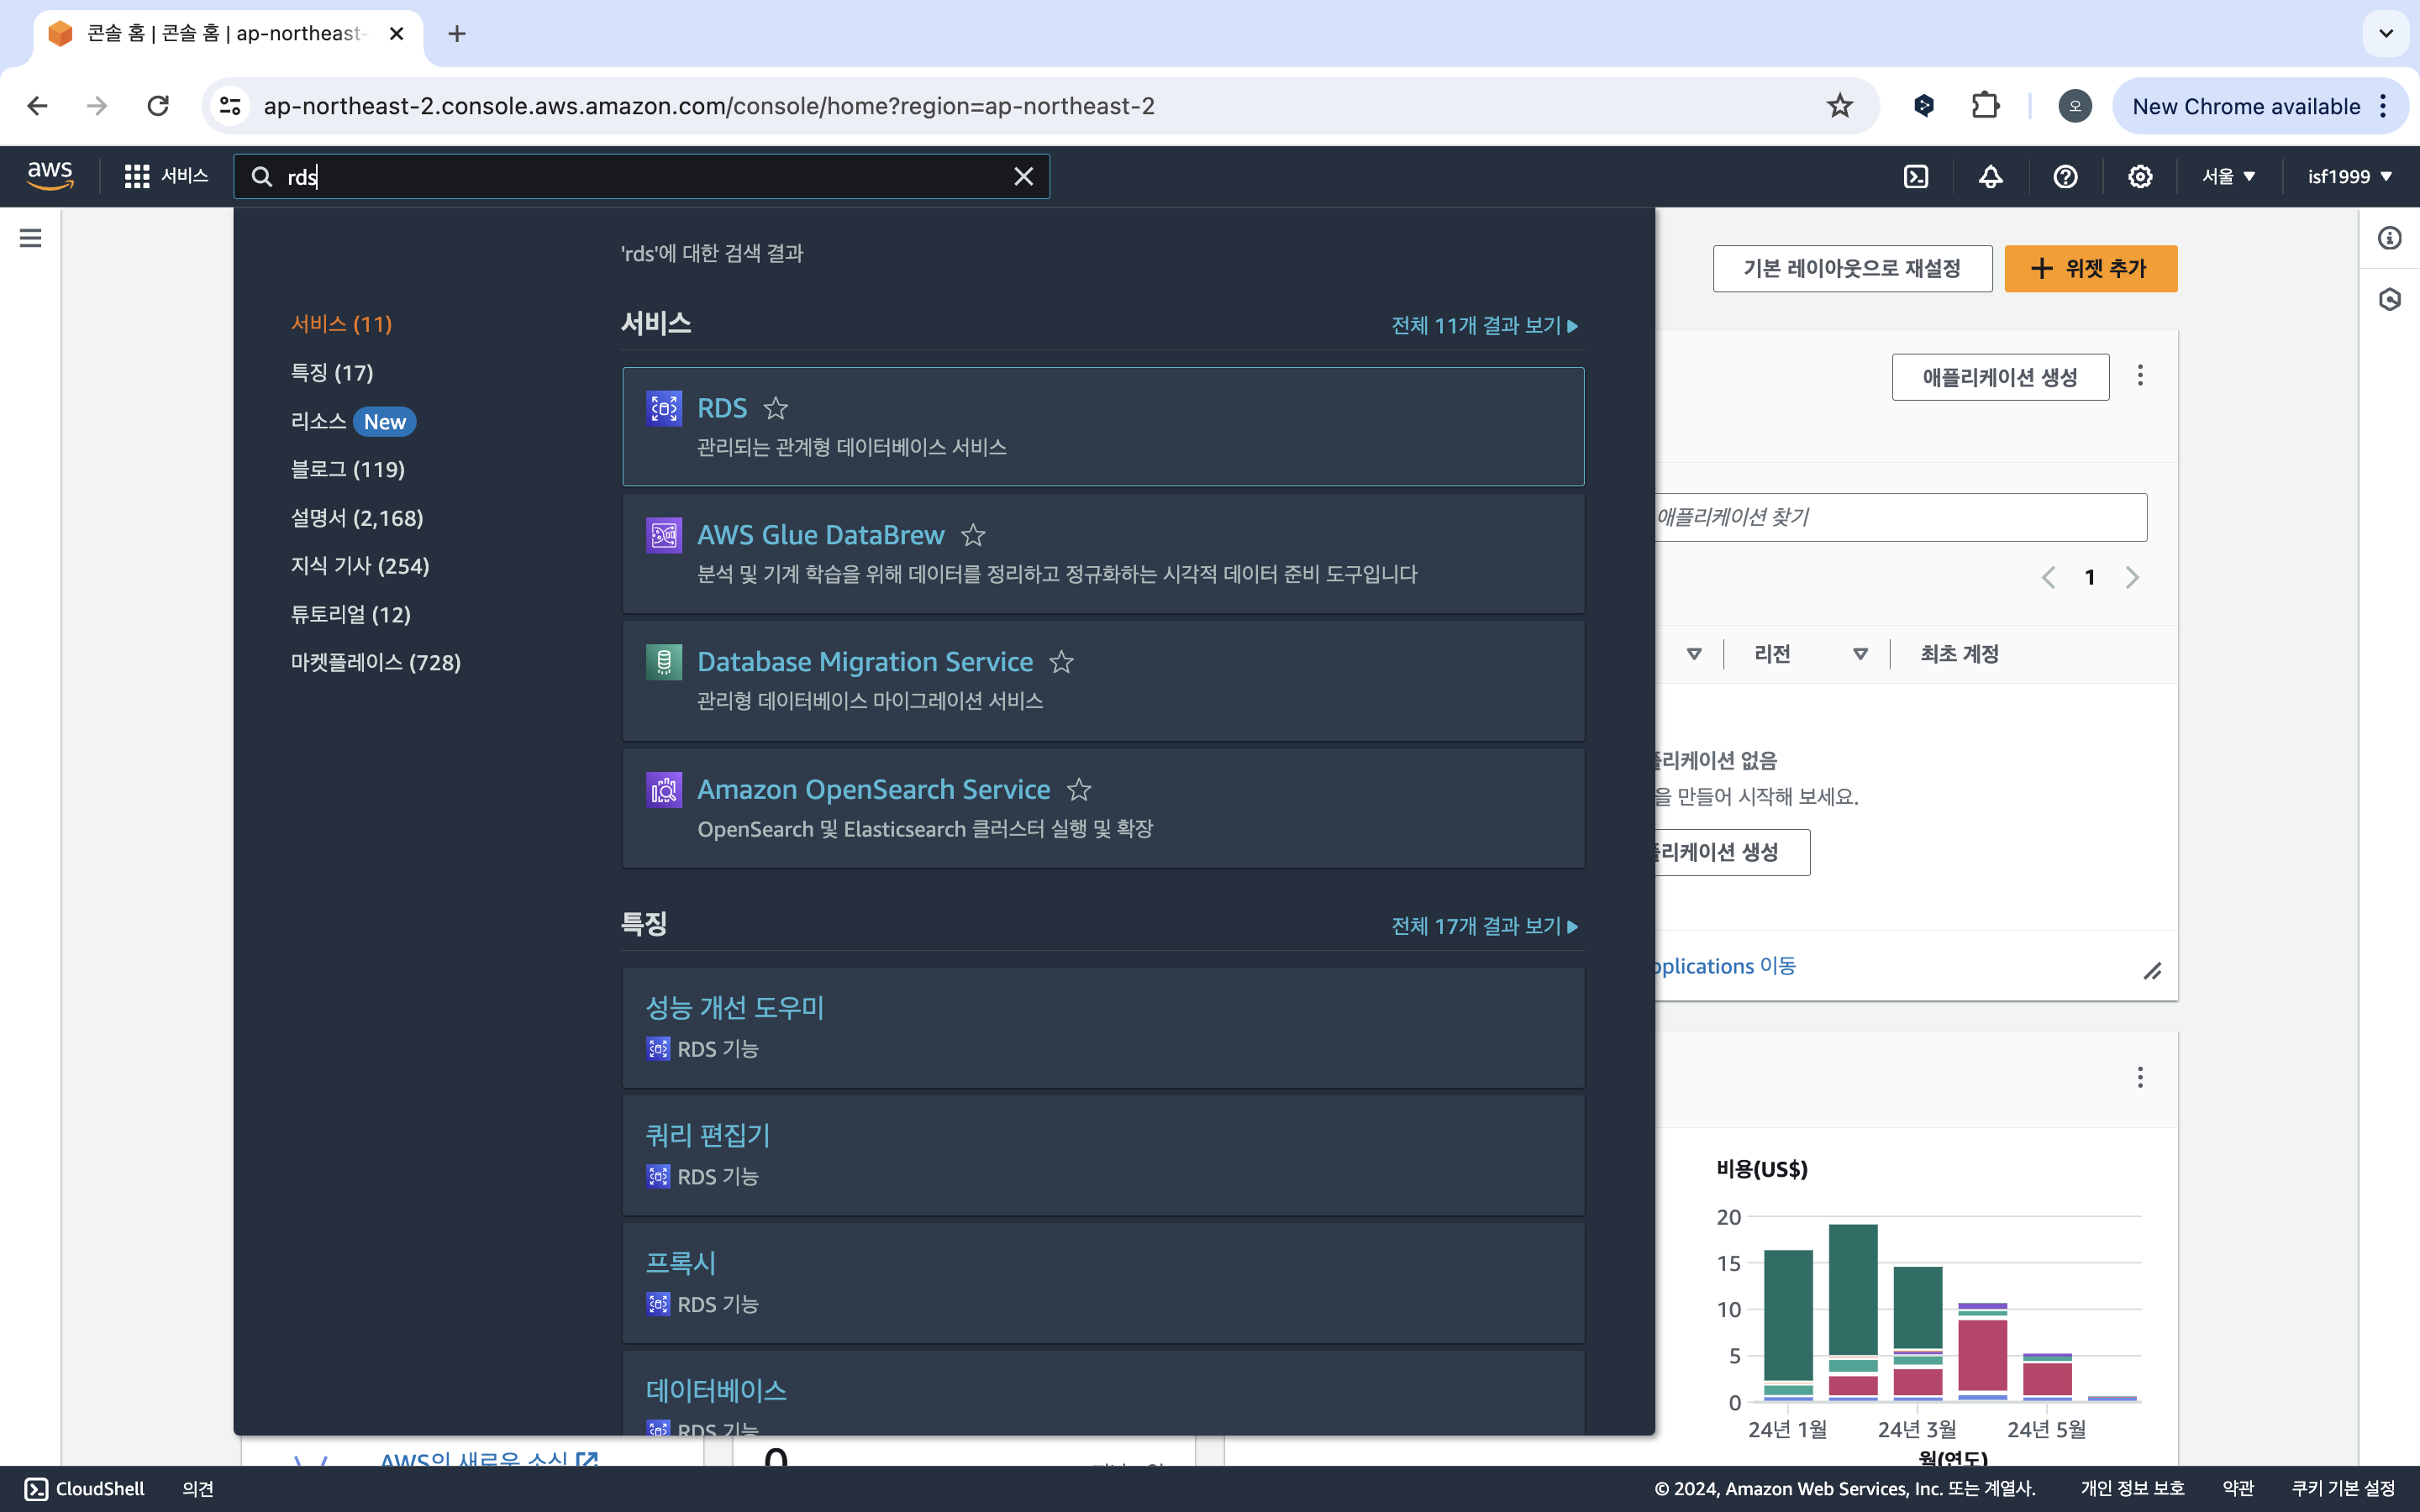 콘솔 홈 | 콘솔 홈 | ap-northeast-
ap-northeast-2.console.aws.amazon.com/console/home?region=ap-northeast-2
오
New Chrome available
aws
서비스
rds
서울
isf1999
'rds'에 대한 검색 결과
서비스 (11)
특징 (17)
리소스 New
블로그 (119)
설명서 (2,168)
지식 기사 (254)
튜토리얼 (12)
마켓플레이스 (728)
서비스
전체 11개 결과 보기
RDS
관리되는 관계형 데이터베이스 서비스
AWS Glue DataBrew
분석 및 기계 학습을 위해 데이터를 정리하고 정규화하는 시각적 데이터 준비 도구입니다
Database Migration Service
관리형 데이터베이스 마이그레이션 서비스
Amazon OpenSearch Service
OpenSearch 및 Elasticsearch 클러스터 실행 및 확장
특징
전체 17개 결과 보기
성능 개선 도우미
RDS 기능
쿼리 편집기
RDS 기능
프록시
RDS 기능
데이터베이스
RDS 기능
기본 레이아웃으로 재설정
위젯 추가
애플리케이션 생성
애플리케이션 찾기
1
리전
최초 계정
플리케이션 없음
을 만들어 시작해 보세요.
플리케이션 생성
pplications 이동
비용(US$)
20
15
10
5
0
24년 1월
24년 3월
24년 5월
월(연도)
AWS의 새로운 소식
0
CloudShell
의견
© 2024, Amazon Web Services, Inc. 또는 계열사.
개인 정보 보호
약관
쿠키 기본 설정